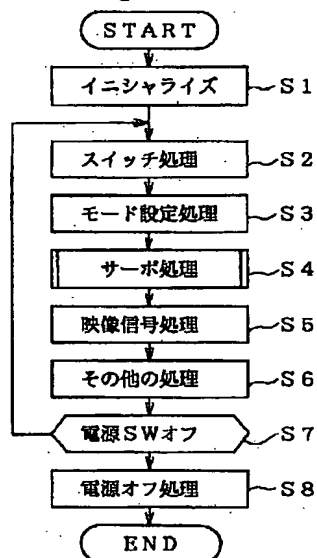 START
イニシャライズ S1
スイッチ処理 S2
モード設定処理 S3
サーボ処理 S4
映像信号処理 S5
その他の処理 S6
電源SWオフ S7
電源オフ処理 S8
END